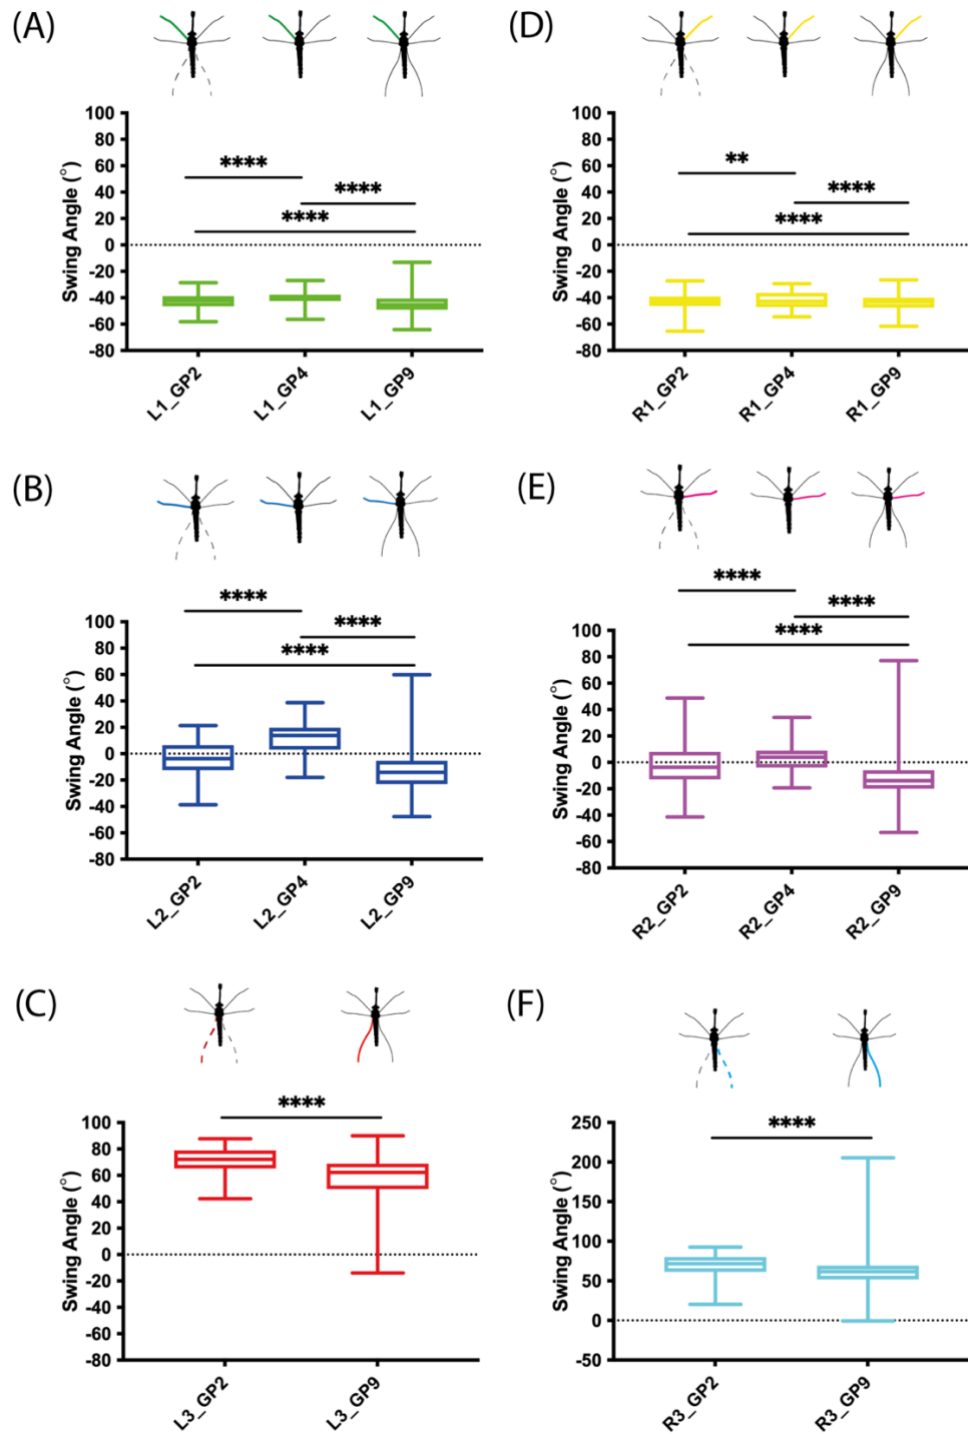 (A)
Swing Angle (°)
100
80
60
40
20
0
-20
-40
-60
-80
****
****
****
L1_GP2
L1_GP4
L1_GP9
(D)
Swing Angle (°)
100
80
60
40
20
0
-20
-40
-60
-80
**
****
****
R1_GP2
R1_GP4
R1_GP9
(B)
Swing Angle (°)
100
80
60
40
20
0
-20
-40
-60
-80
****
****
****
L2_GP2
L2_GP4
L2_GP9
(E)
Swing Angle (°)
100
80
60
40
20
0
-20
-40
-60
-80
****
****
****
R2_GP2
R2_GP4
R2_GP9
(C)
Swing Angle (°)
100
80
60
40
20
0
-20
-40
-60
-80
****
L3_GP2
L3_GP9
(F)
Swing Angle (°)
250
200
150
100
50
0
-50
****
R3_GP2
R3_GP9